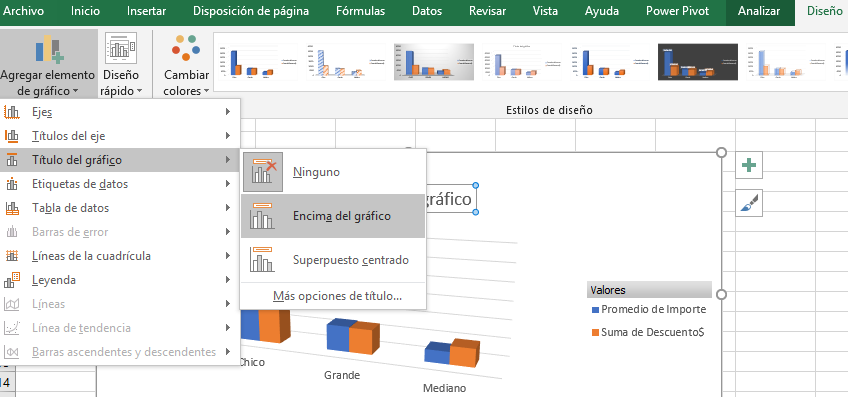 Archivo Inicio Insertar Disposición de página Fórmulas Datos Revisar Vista Ayuda Power Pivot Analizar Diseño
Agregar elemento
de gráfico
Diseño
rápido
Cambiar
colores
Estilos de diseño
Ejes
Títulos del eje
Título del gráfico
Etiquetas de datos
Tabla de datos
Barras de error
Líneas de la cuadrícula
Leyenda
Líneas
Línea de tendencia
Barras ascendentes y descendentes
Ninguno
Encima del gráfico
Superpuesto centrado
Más opciones de título...
gráfico
Valores
Promedio de Importe
Suma de Descuento$
Chico
Grande
Mediano
14